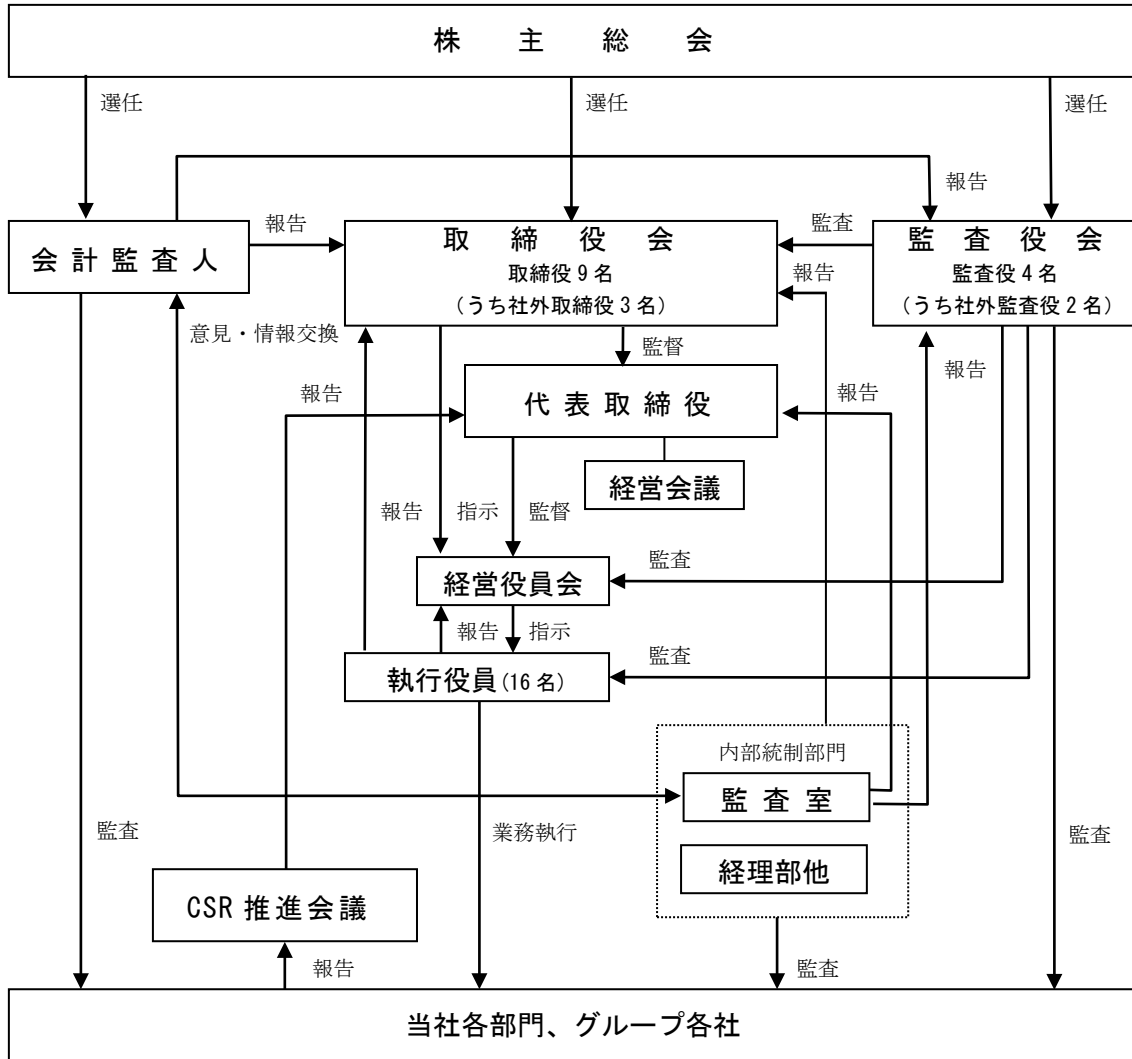 株主総会
選任
選任
選任
報告
会計監査人
報告
取締役会
取締役9名
(うち社外取締役3名)
監査
報告
監査役会
監査役4名
(うち社外監査役2名)
意見・情報交換
監督
報告
代表取締役
報告
報告
経営会議
報告
指示
監督
経営役員会
監査
報告
指示
執行役員(16名)
監査
内部統制部門
監査室
監査
業務執行
監査
経理部他
CSR推進会議
報告
監査
当社各部門、グループ各社